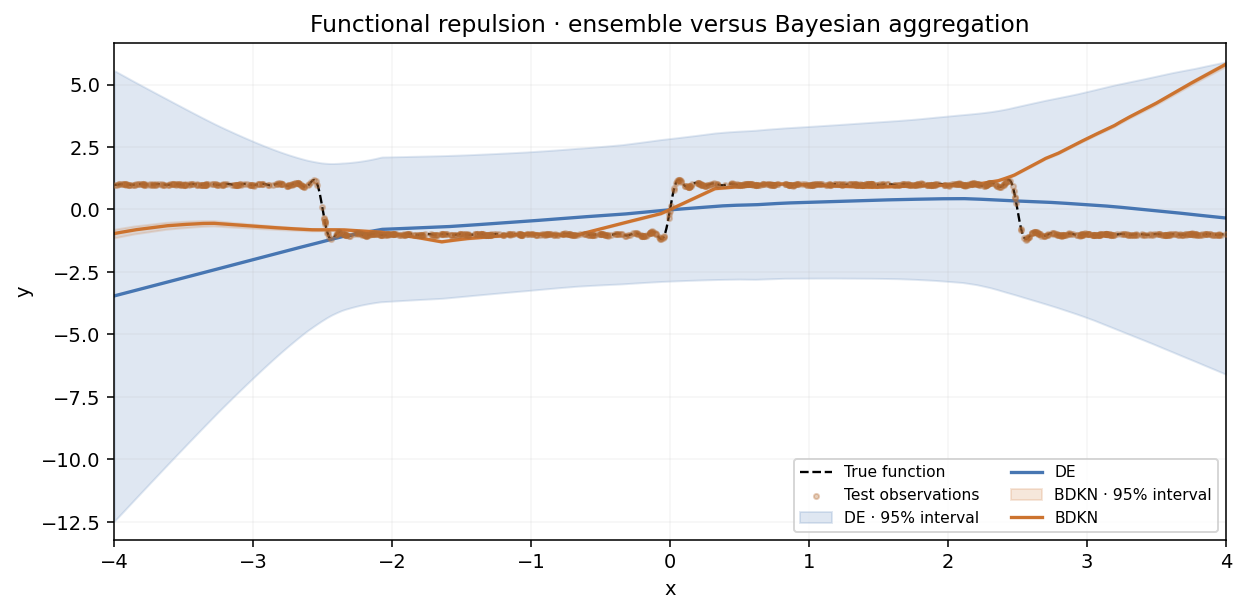 Functional repulsion · ensemble versus Bayesian aggregation
5.0
2.5
0.0
−2.5
−5.0
−7.5
−10.0
−12.5
y
−4 −3 −2 −1 0 1 2 3 4
x
True function
Test observations
DE · 95% interval
DE
BDKN · 95% interval
BDKN